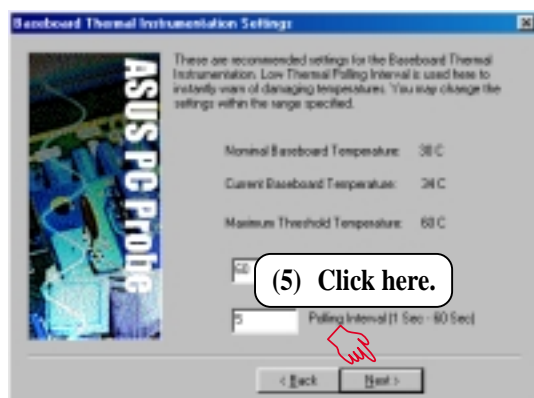 Baseboard Thermal Instrumentation Settings
ASUS PC Probe
These are recommended settings for the Baseboard Thermal
Instrumentation. Low Thermal Polling Interval is used here to
instantly warn of damaging temperatures. You may change the
settings within the range specified.
Nominal Baseboard Temperature: 30 C
Current Baseboard Temperature: 34 C
Maximum Threshold Temperature: 60 C
60
(5) Click here.
5 Polling Interval (1 Sec - 60 Sec)
< Back Next >